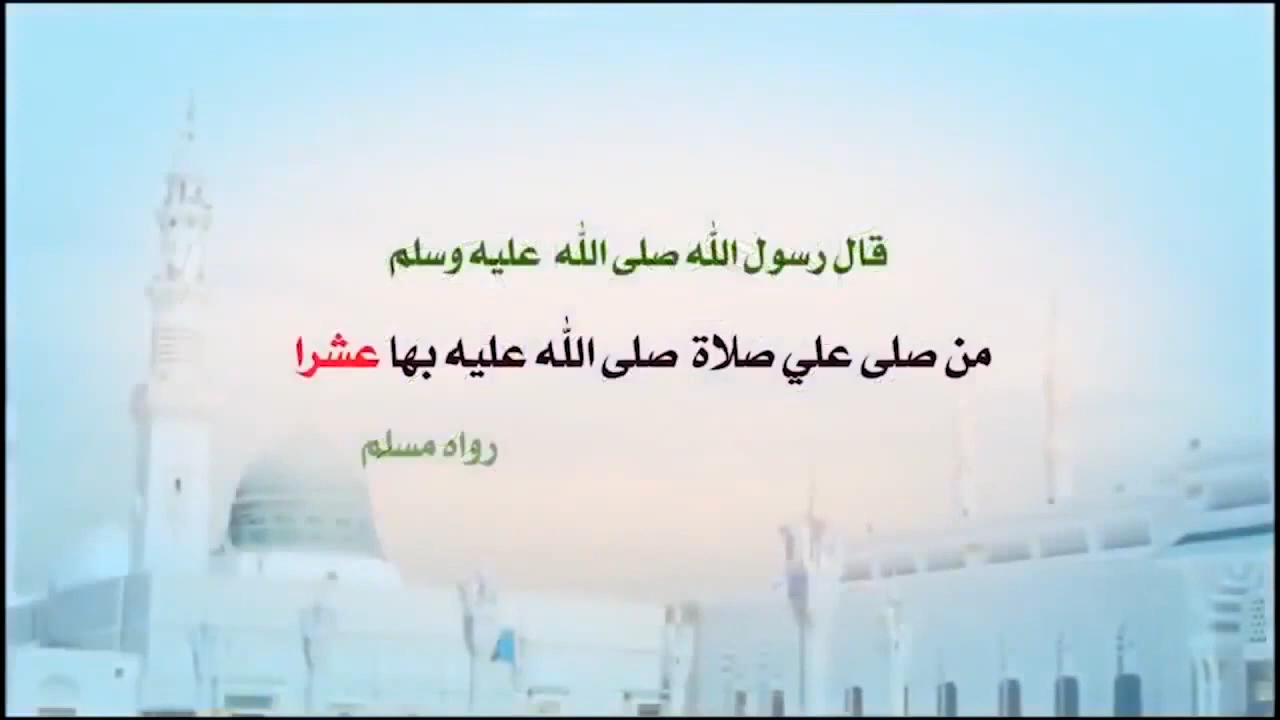 قال رسول الله صلى الله عليه وسلم
من صلى علي صلاة صلى الله عليه بها عشرا
رواه مسلم